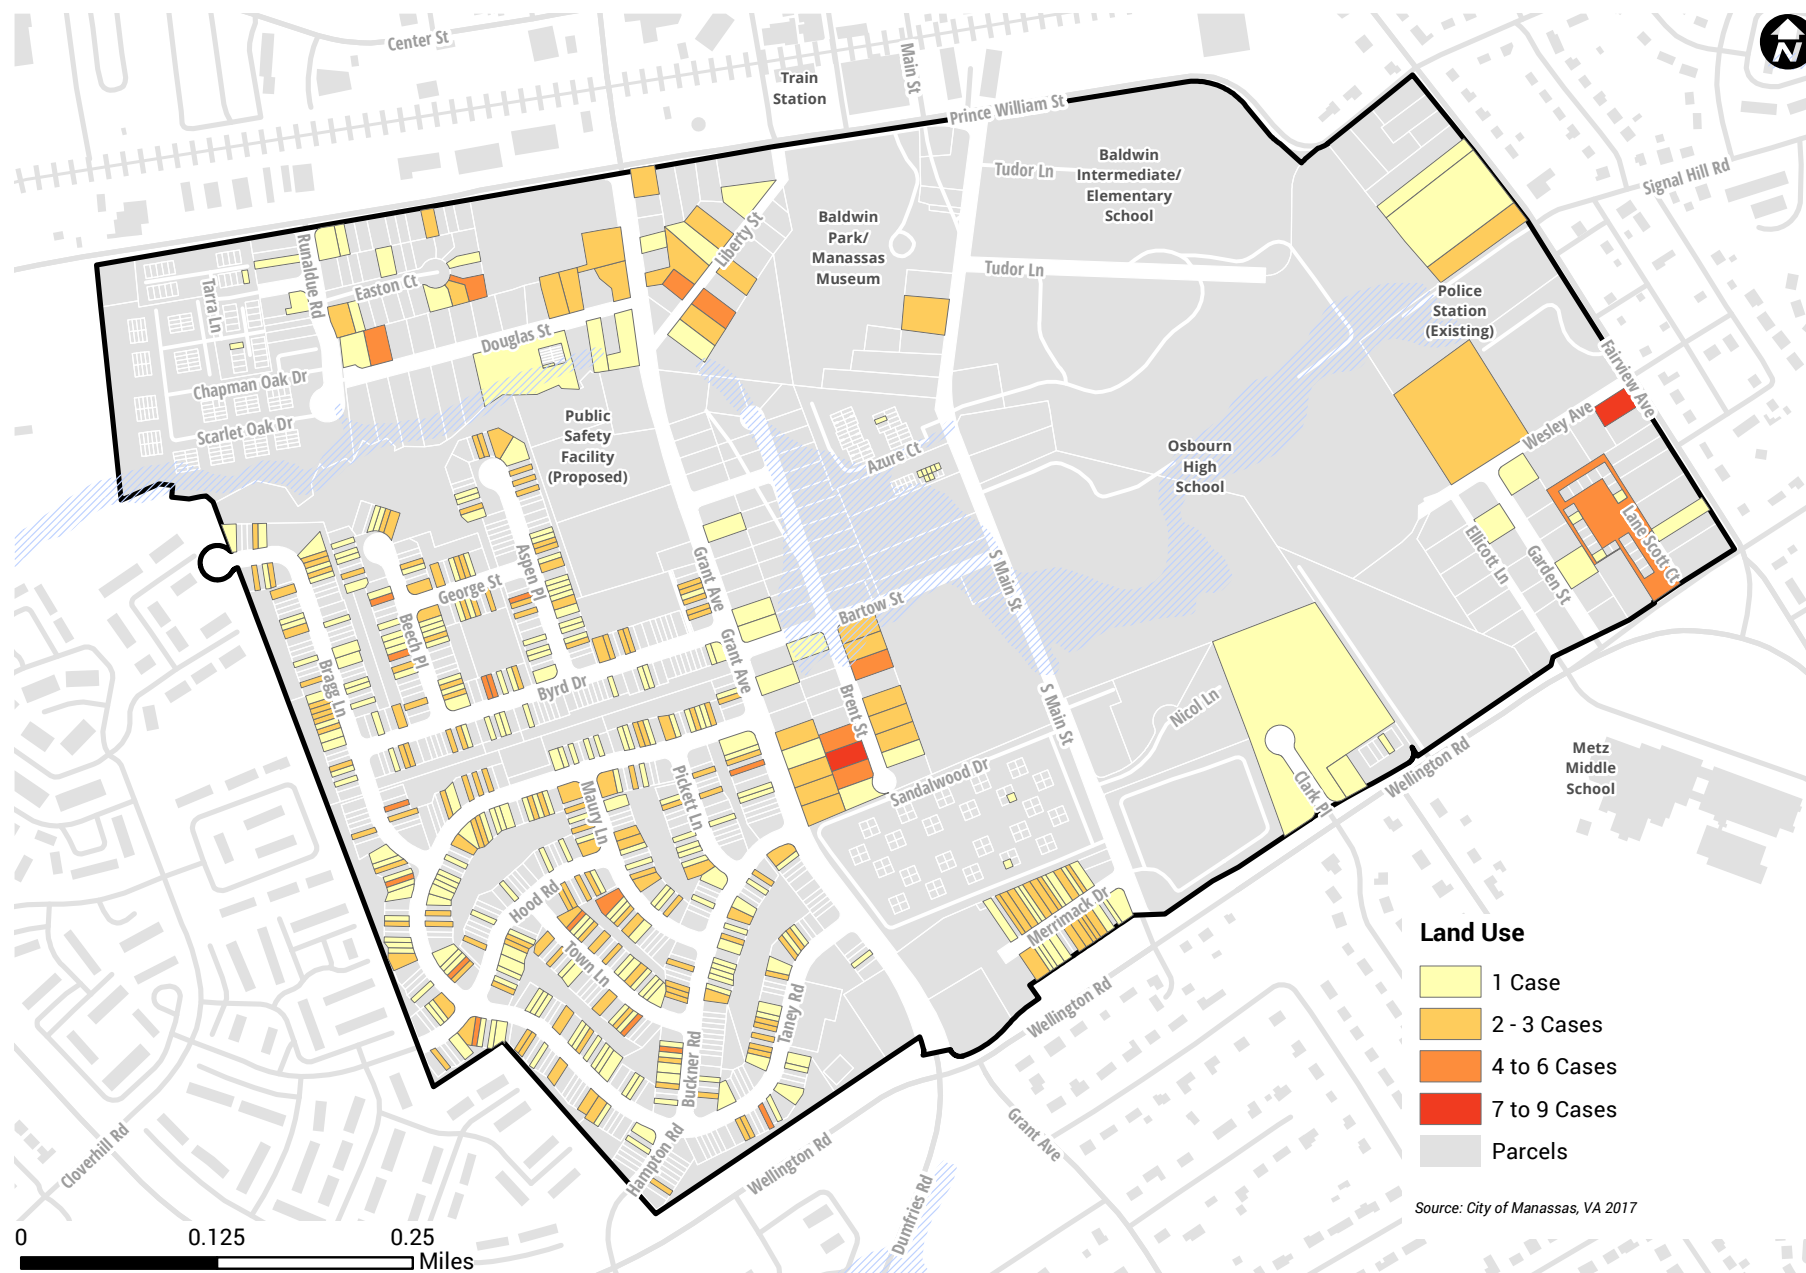 Center St
Train
Station
Main St
Prince William St
N
Baldwin
Intermediate/
Elementary
School
Tudor Ln
Signal Hill Rd
Baldwin
Park/
Manassas
Museum
Liberty St
Runaldue Rd
Tarra Ln
Easton Ct
Tudor Ln
Police
Station
(Existing)
Douglas St
Chapman Oak Dr
Scarlet Oak Dr
Public
Safety
Facility
(Proposed)
Fairview Ave
Wesley Ave
Azure Ct
Osbourn
High
School
Lane Scott Ct
Ellicott Ln
Garden St
Aspen Pl
George St
Grant Ave
S Main St
Bartow St
Beech Pl
Bragg Ln
Byrd Dr
Grant Ave
Brent St
S Main St
Nicol Ln
Metz
Middle
School
Wellington Rd
Sandalwood Dr
Clark Pl
Pickett Ln
Maury Ln
Hood Rd
Merrimack Dr
Town Ln
Taney Rd
Wellington Rd
Buckner Rd
Hampton Rd
Wellington Rd
Grant Ave
Dumfries Rd
Cloverhill Rd
Land Use
1 Case
2 - 3 Cases
4 to 6 Cases
7 to 9 Cases
Parcels
Source: City of Manassas, VA 2017
0 0.125 0.25
Miles